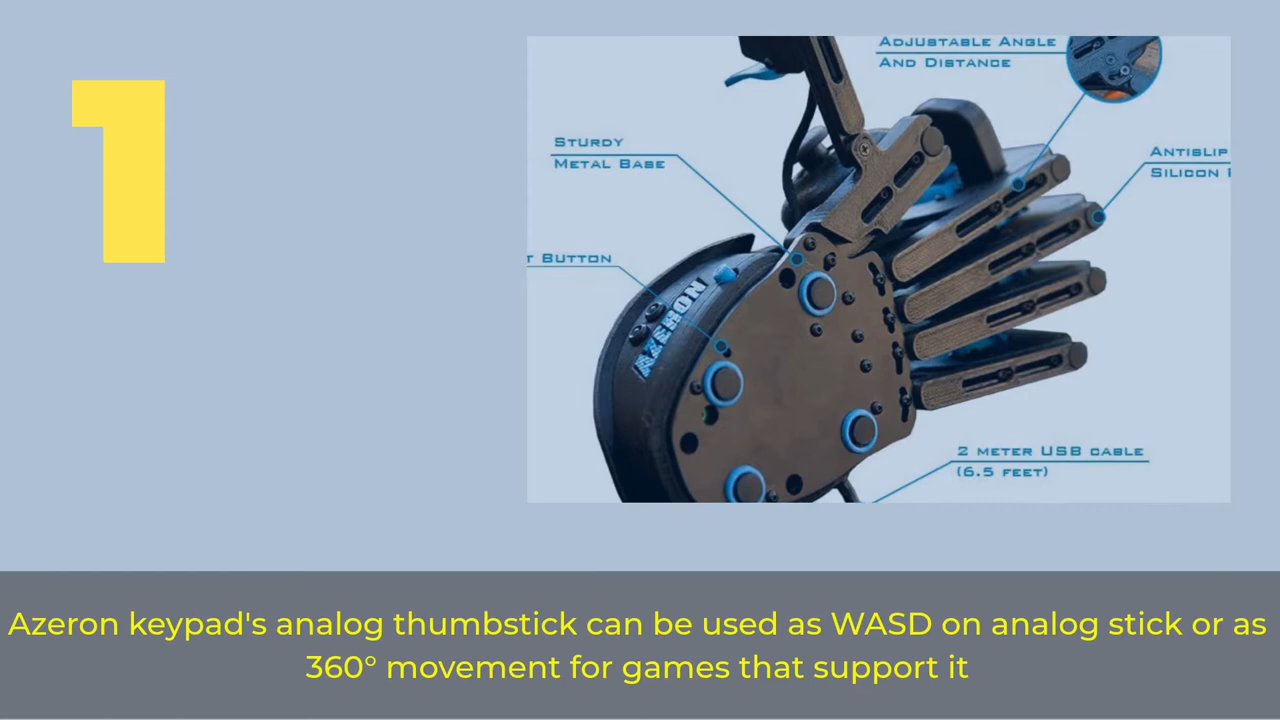 1
ADJUSTABLE ANGLE
AND DISTANCE
STURDY
METAL BASE
ANTISLIP
SILICON
T BUTTON
AZERON
2 METER USB CABLE
(6.5 FEET)
Azeron keypad's analog thumbstick can be used as WASD on analog stick or as
360° movement for games that support it